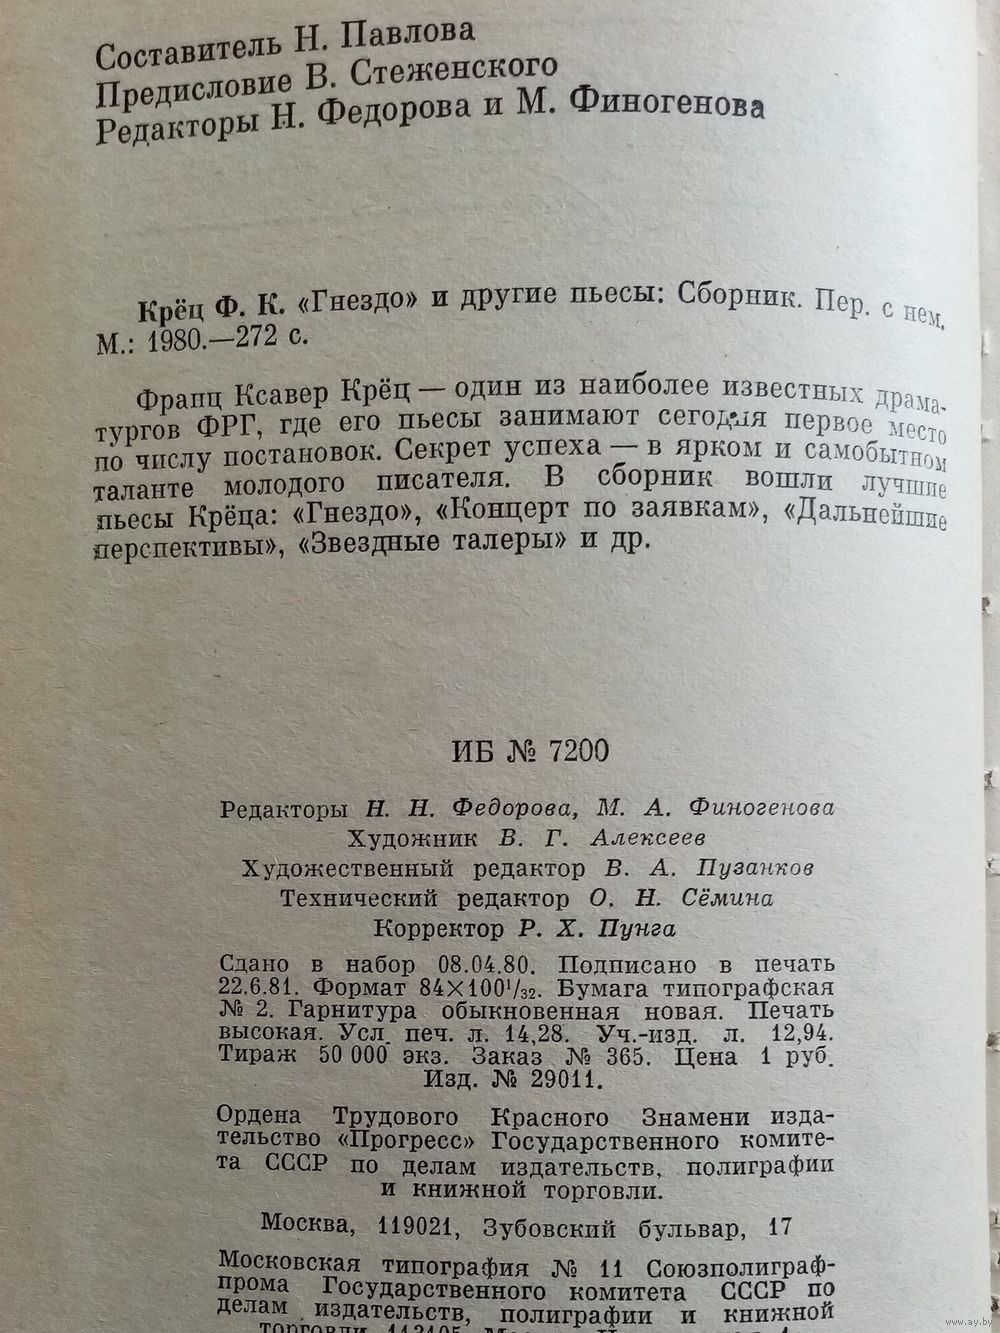 Составитель Н. Павлова
Предисловие В. Стеженского
Редакторы Н. Федорова и М. Финогенова
Крёц Ф. К. «Гнездо» и другие пьесы: Сборник. Пер. с нем.
М.: 1980.—272 с.
Франц Ксавер Крёц — один из наиболее известных драма-
тургов ФРГ, где его пьесы занимают сегодня первое место
по числу постановок. Секрет успеха — в ярком и самобытном
таланте молодого писателя. В сборник вошли лучшие
пьесы Крёца: «Гнездо», «Концерт по заявкам», «Дальнейшие
перспективы», «Звездные талеры» и др.
ИБ № 7200
Редакторы Н. Н. Федорова, М. А. Финогенова
Художник В. Г. Алексеев
Художественный редактор В. А. Пузанков
Технический редактор О. Н. Сёмина
Корректор Р. Х. Пунга
Сдано в набор 08.04.80. Подписано в печать
22.6.81. Формат 84×100¹/₃₂. Бумага типографская
№ 2. Гарнитура обыкновенная новая. Печать
высокая. Усл. печ. л. 14,28. Уч.-изд. л. 12,94.
Тираж 50 000 экз. Заказ № 365. Цена 1 руб.
Изд. № 29011.
Ордена Трудового Красного Знамени изда-
тельство «Прогресс» Государственного комите-
та СССР по делам издательств, полиграфии
и книжной торговли.
Москва, 119021, Зубовский бульвар, 17
Московская типография № 11 Союзполиграф-
прома Государственного комитета СССР по
делам издательств, полиграфии и книжной
торговли
www.ay.by